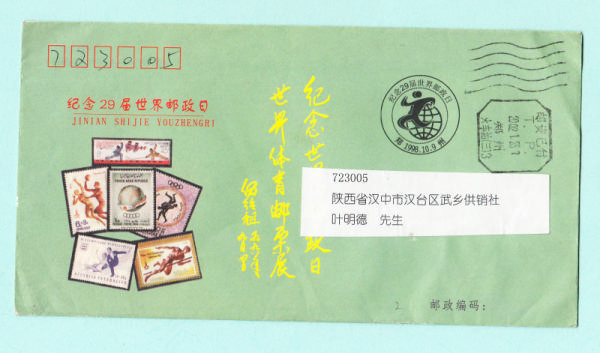 723005
纪念29届世界邮政日
JINIAN SHIJIE YOUZHENGRI
纪念世
政日
世界体育邮票展
纪念29届世界邮政日
郑 1998.10.9 州
723005
陕西省汉中市汉台区武乡供销社
叶明德 先生
2 邮政编码: